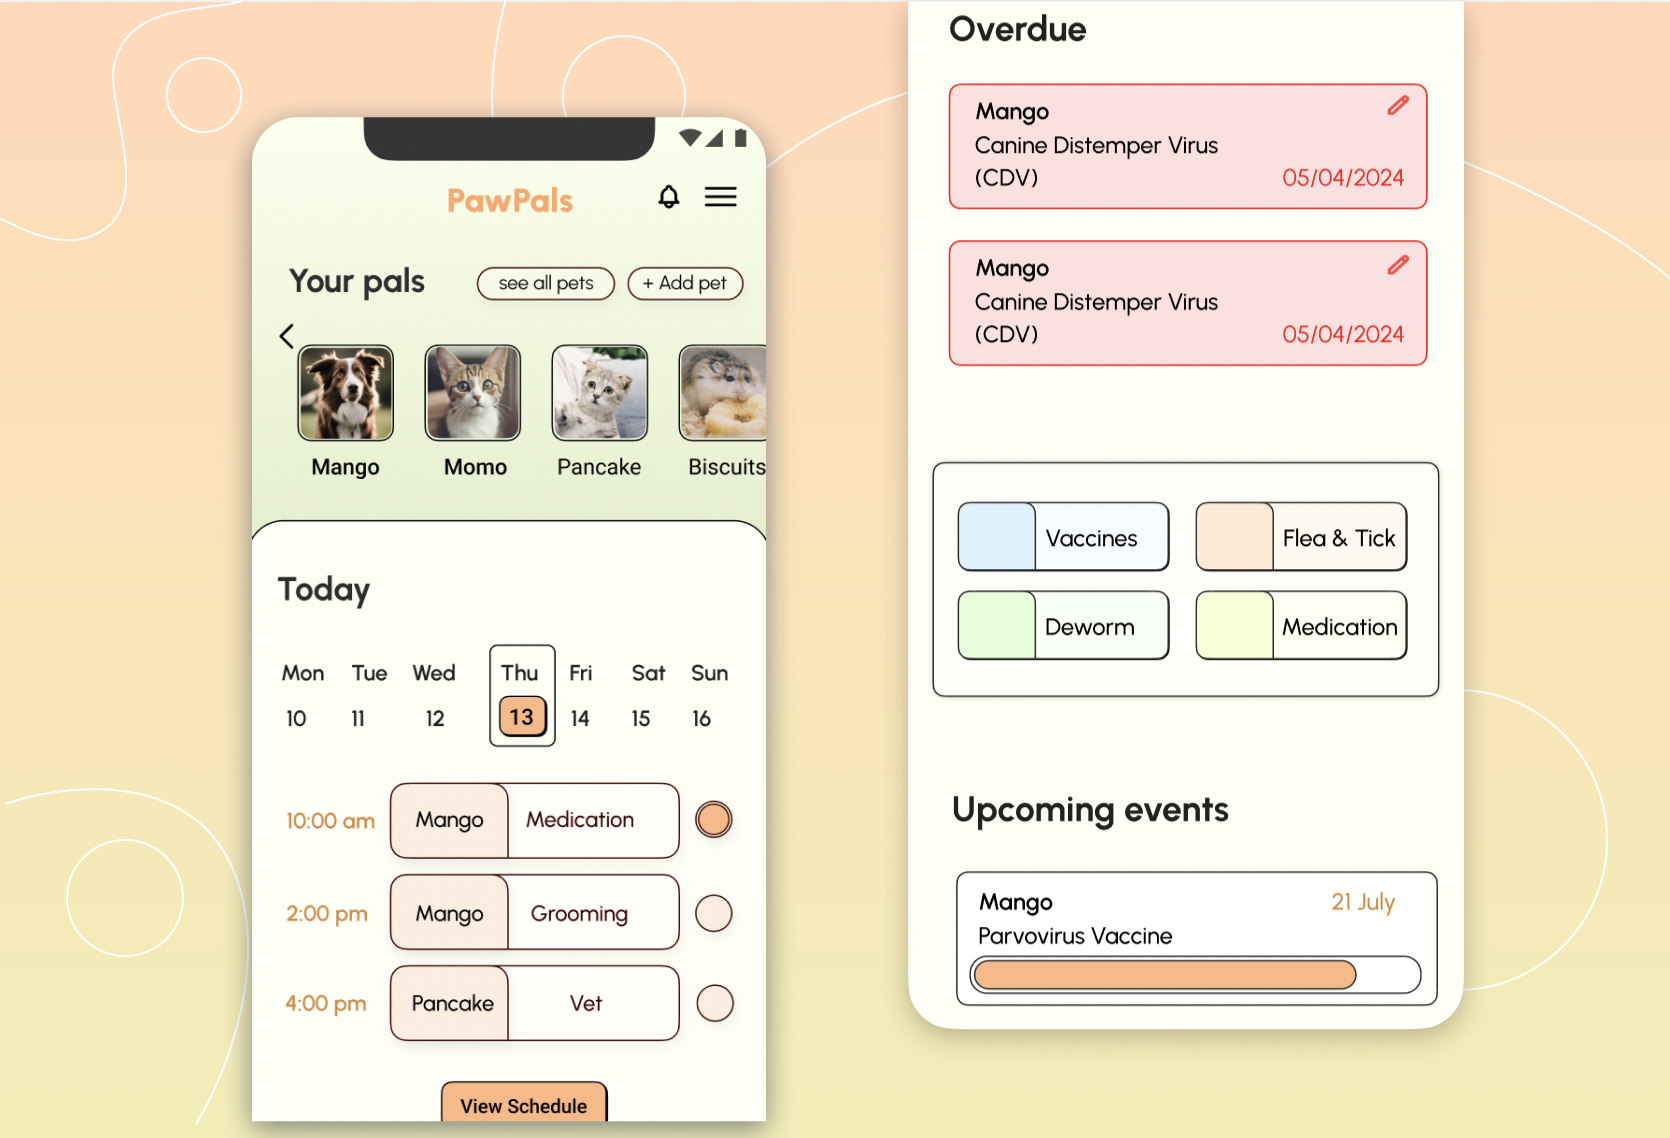 PawPals
Your pals
see all pets
+ Add pet
Mango
Momo
Pancake
Biscuits
Today
Mon Tue Wed Thu Fri Sat Sun
10 11 12 13 14 15 16
10:00 am Mango Medication
2:00 pm Mango Grooming
4:00 pm Pancake Vet
View Schedule
Overdue
Mango
Canine Distemper Virus
(CDV) 05/04/2024
Mango
Canine Distemper Virus
(CDV) 05/04/2024
Vaccines
Flea & Tick
Deworm
Medication
Upcoming events
Mango 21 July
Parvovirus Vaccine